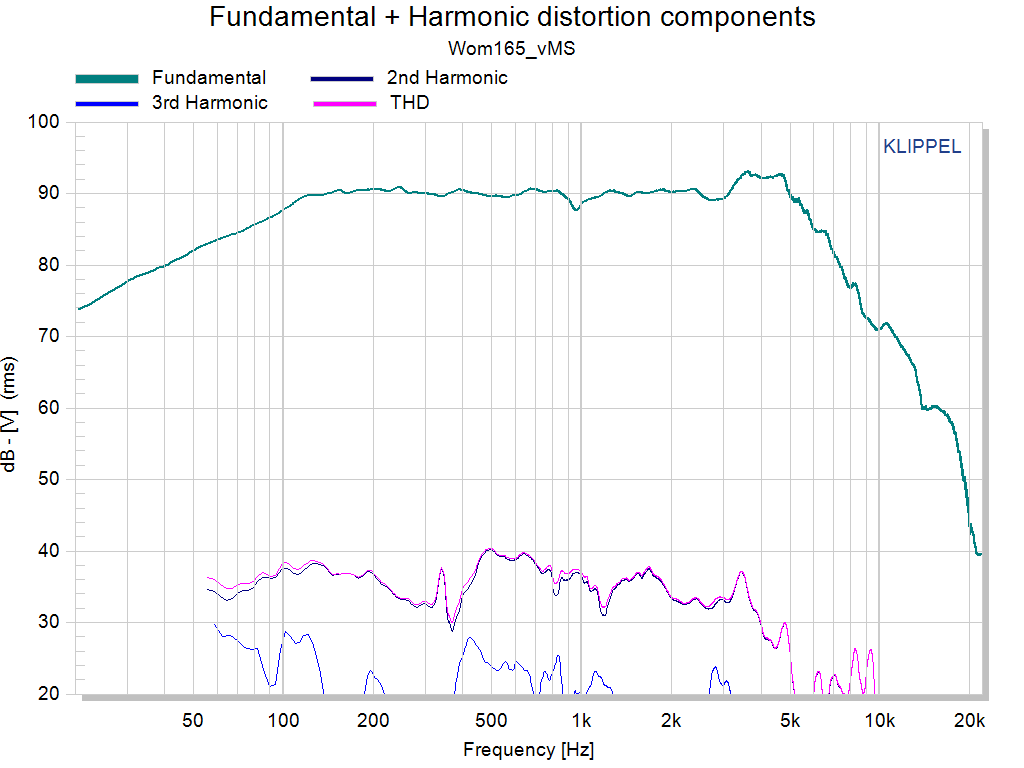 Fundamental + Harmonic distortion components
Wom165_vMS
Fundamental 2nd Harmonic
3rd Harmonic THD
KLIPPEL
100
90
80
70
60
50
40
30
20
dB - [V] (rms)
50 100 200 500 1k 2k 5k 10k 20k
Frequency [Hz]